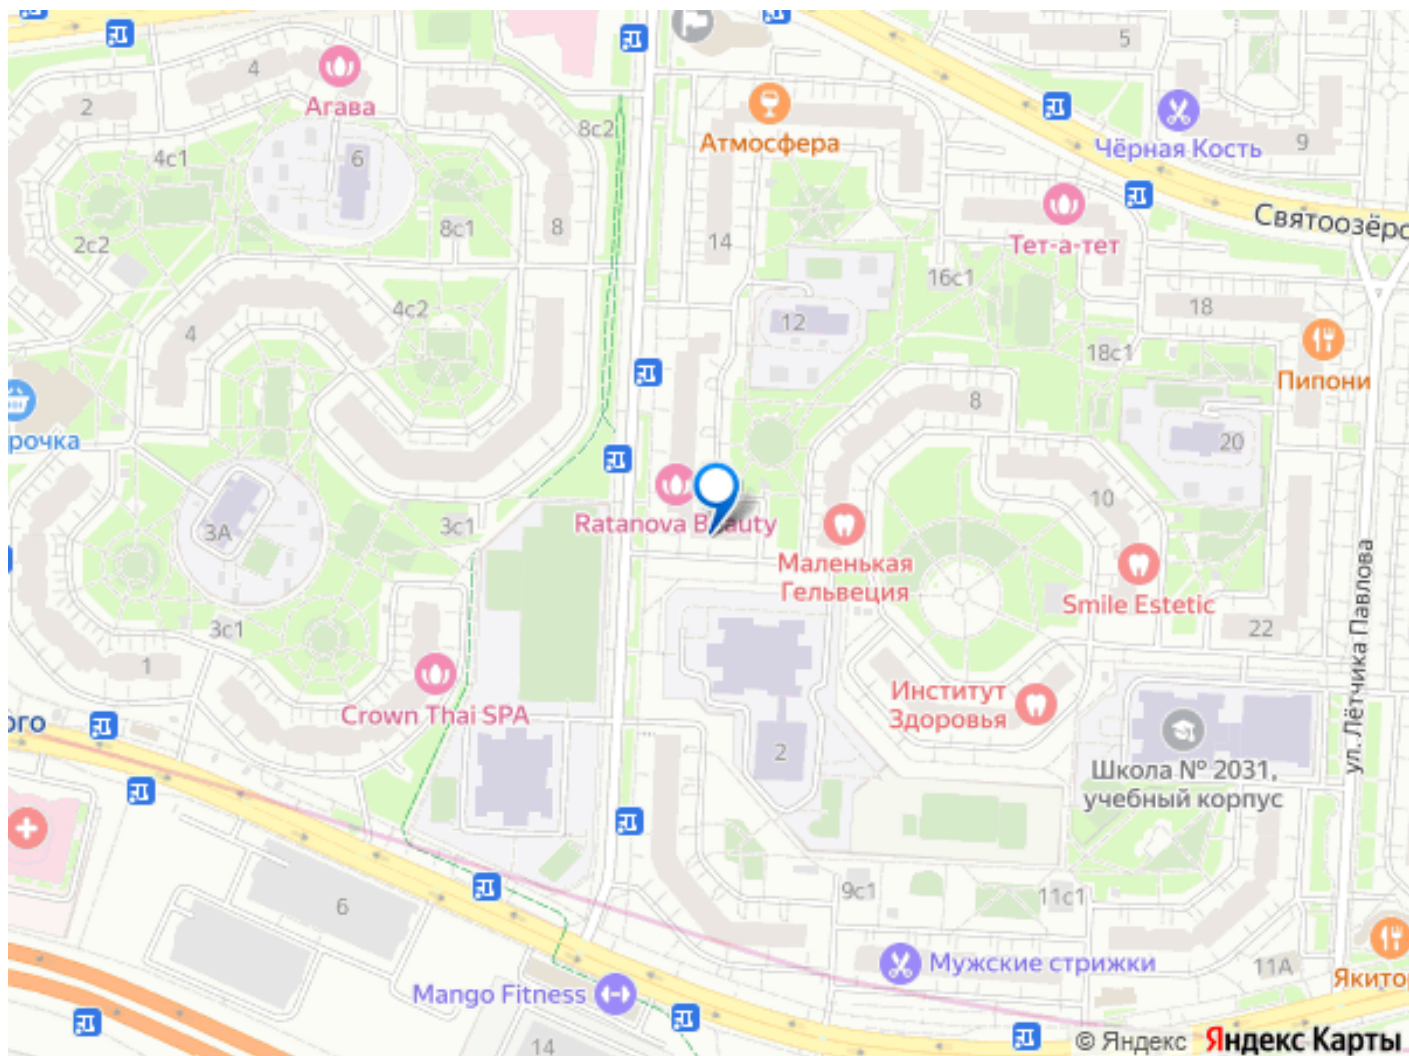 5
4
Агава
2
8с2
Атмосфера
Чёрная Кость
9
4с1
6
2с2
8с1
8
14
Тет-а-тет
Святоозёрс
16с1
4
4с2
12
18
18с1
Пипони
рочка
8
20
10
3А
3с1
Ratanova Beauty
Маленькая
Гельвеция
Smile Estetic
ул. Лётчика Павлова
3с1
1
22
Crown Thai SPA
Институт
Здоровья
ого
2
Школа № 2031,
учебный корпус
6
9с1
11с1
Мужские стрижки
11А
Якитор
Mango Fitness
14
© Яндекс Яндекс Карты